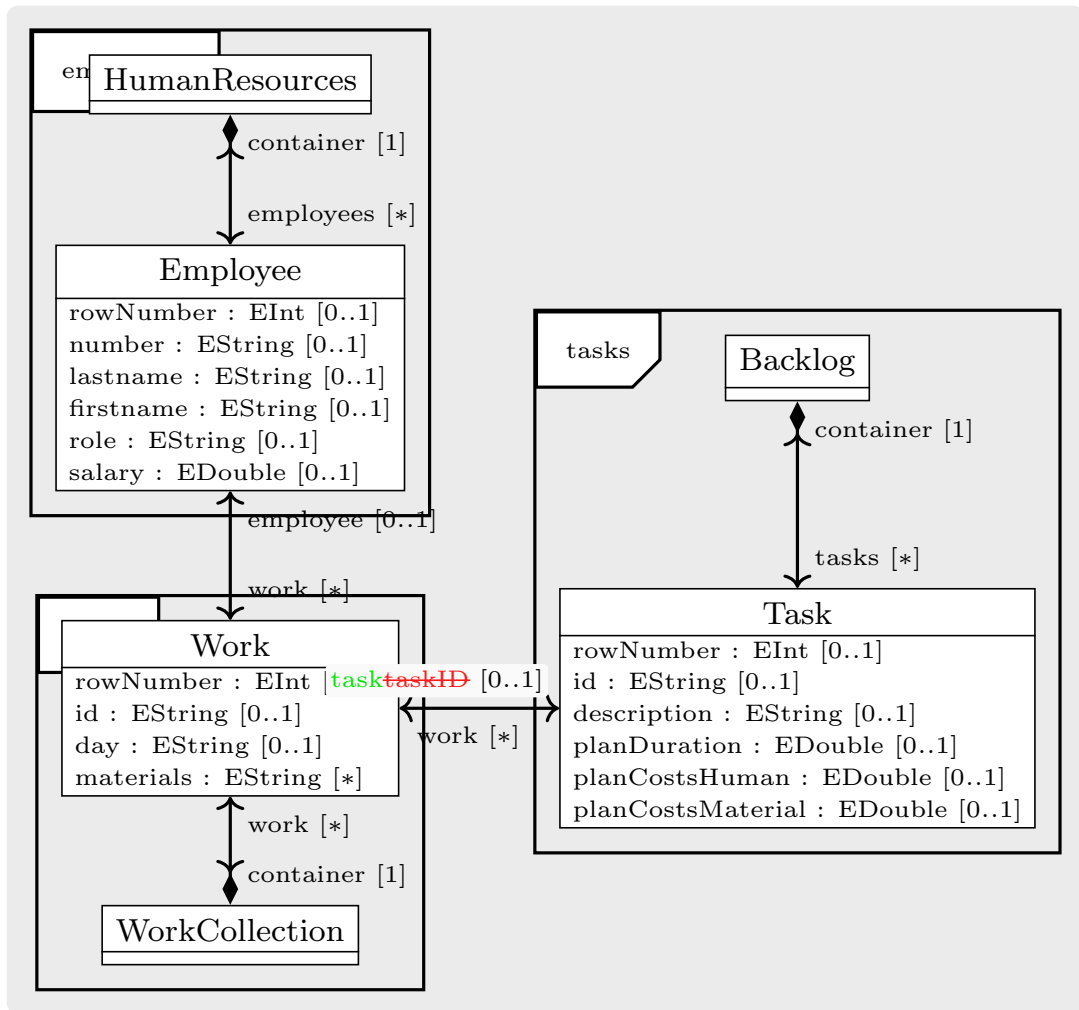 HumanResources
container [1]
employees [*]
Employee
rowNumber : EInt [0..1]
number : EString [0..1]
lastname : EString [0..1]
firstname : EString [0..1]
role : EString [0..1]
salary : EDouble [0..1]
employee [0..1]
work [*]
Work
rowNumber : EInt
id : EString [0..1]
day : EString [0..1]
materials : EString [*]
work [*]
container [1]
WorkCollection
tasktaskID [0..1]
work [*]
tasks
Backlog
container [1]
tasks [*]
Task
rowNumber : EInt [0..1]
id : EString [0..1]
description : EString [0..1]
planDuration : EDouble [0..1]
planCostsHuman : EDouble [0..1]
planCostsMaterial : EDouble [0..1]